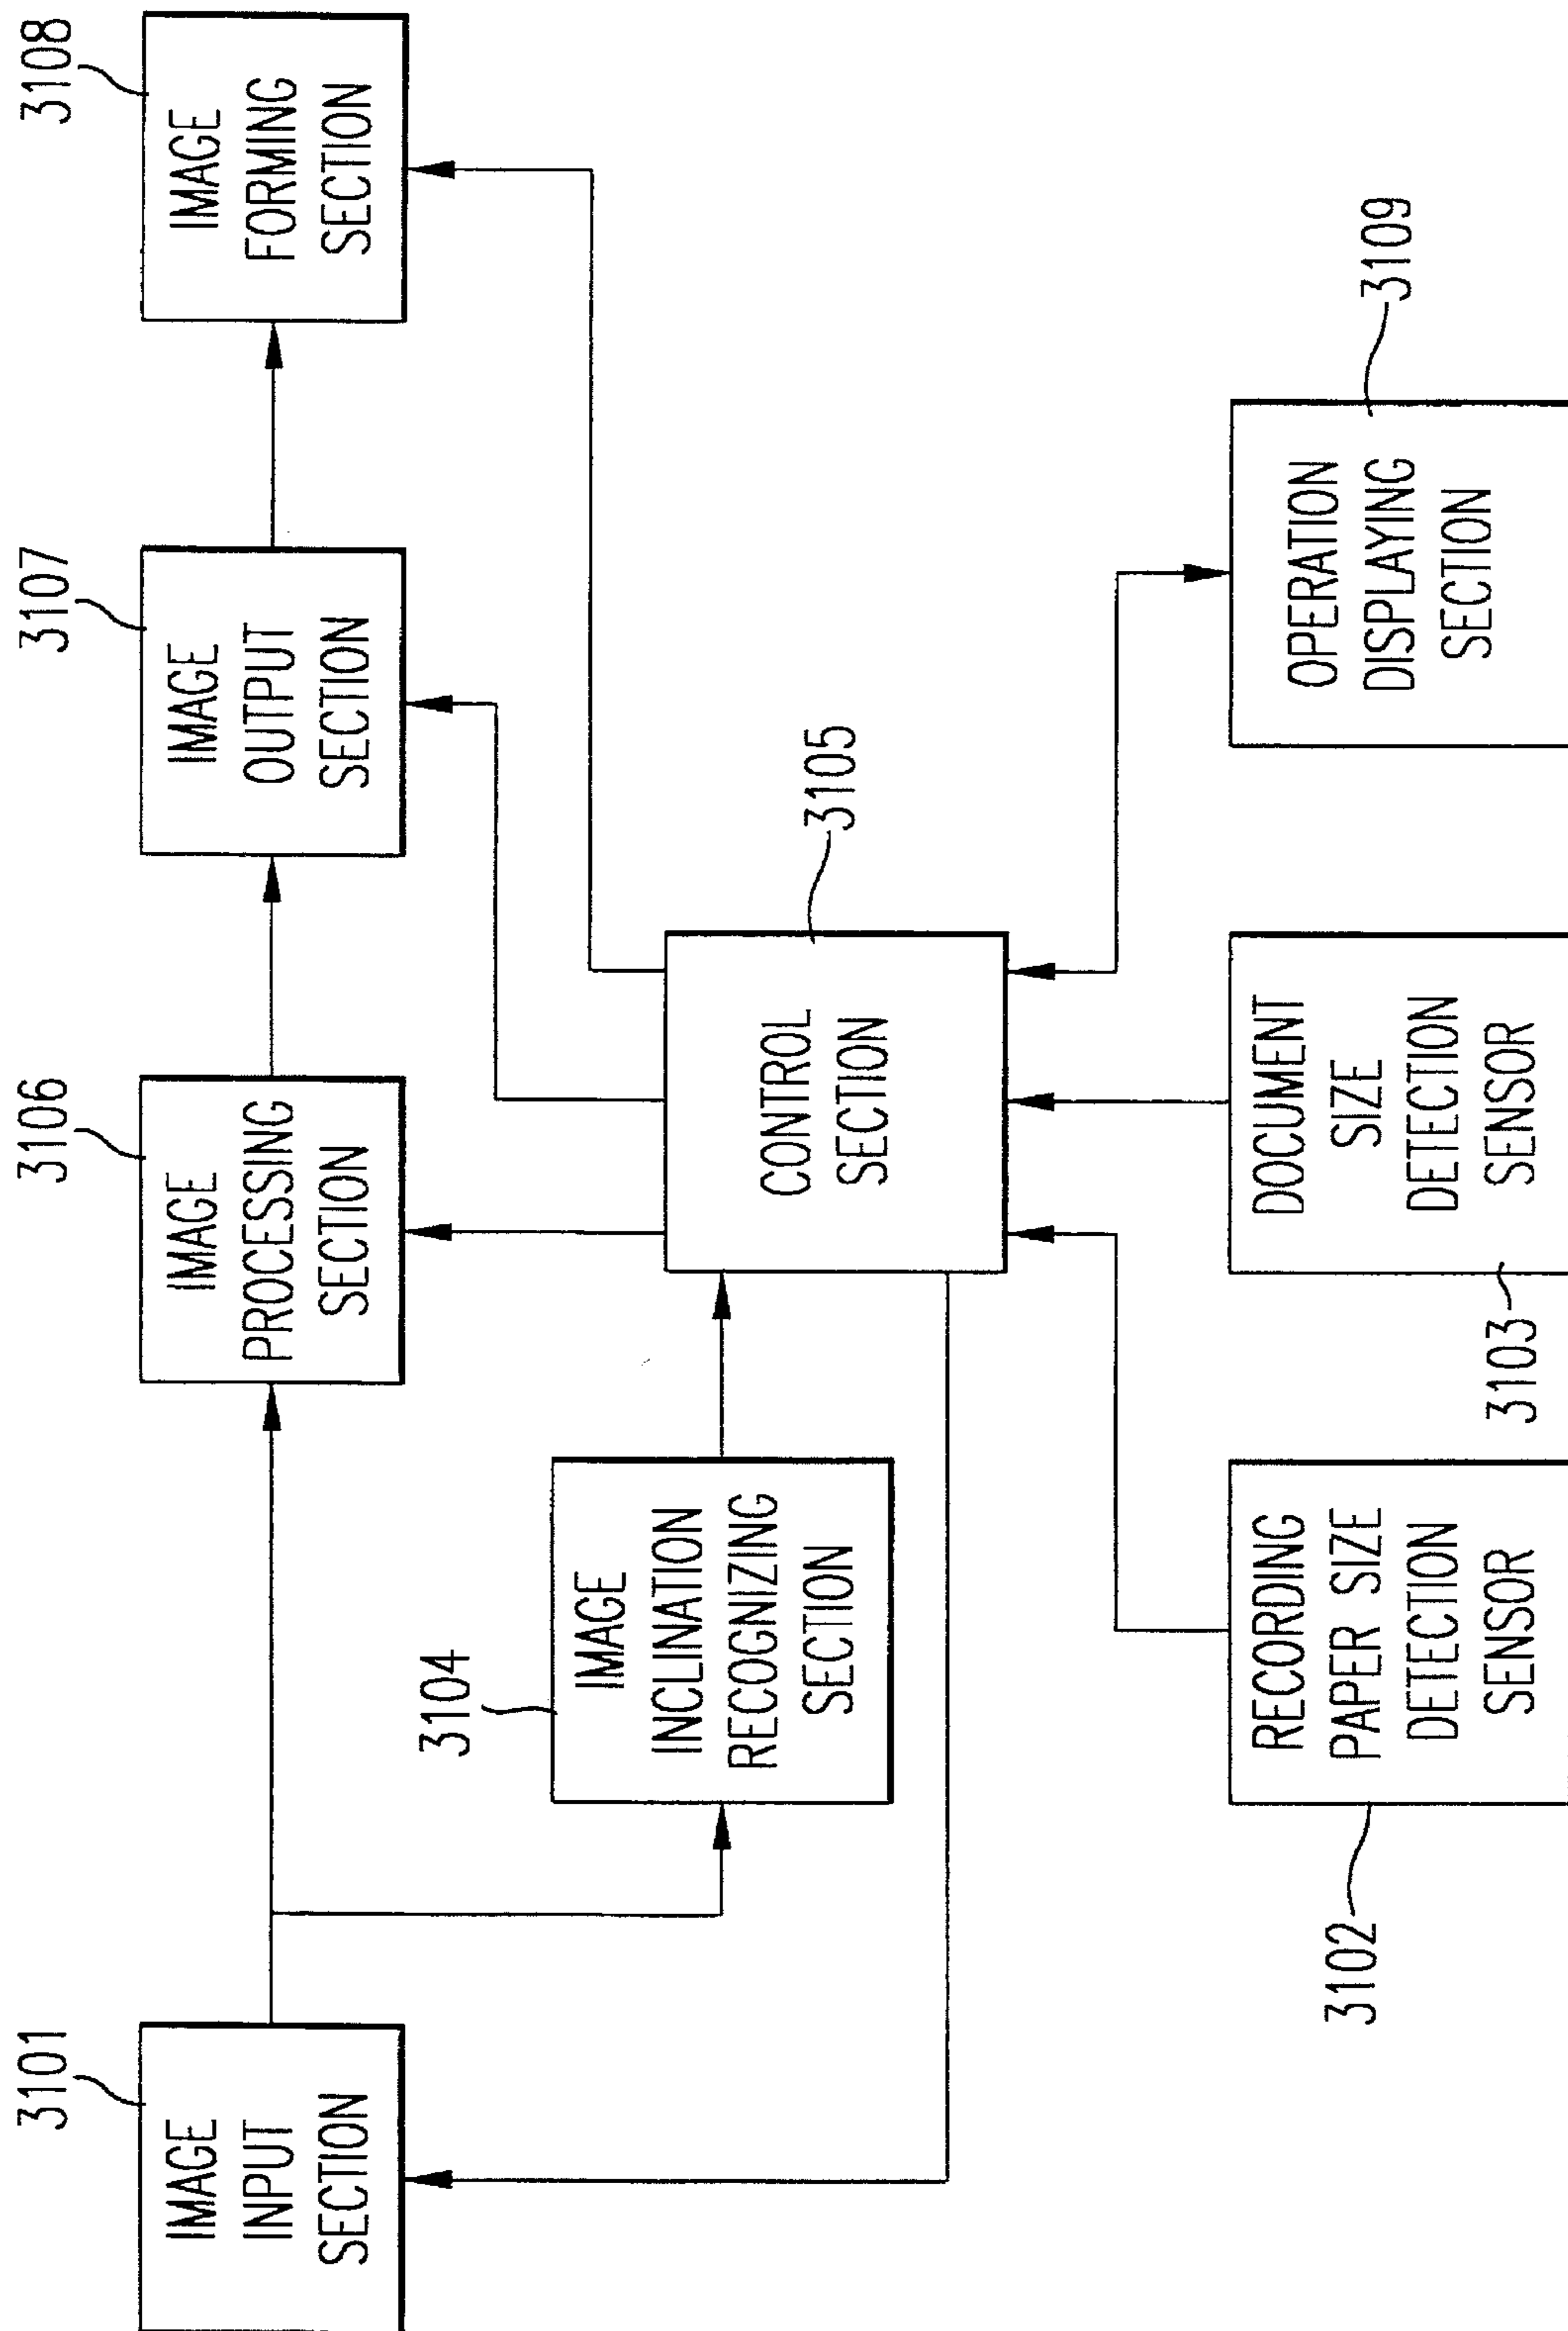 3101
IMAGE
INPUT
SECTION
3106
IMAGE
PROCESSING
SECTION
3107
IMAGE
OUTPUT
SECTION
3108
IMAGE
FORMING
SECTION
3104
IMAGE
INCLINATION
RECOGNIZING
SECTION
CONTROL
SECTION
3105
RECORDING
PAPER SIZE
DETECTION
SENSOR
3102
DOCUMENT
SIZE
DETECTION
SENSOR
3103
OPERATION
DISPLAYING
SECTION
3109